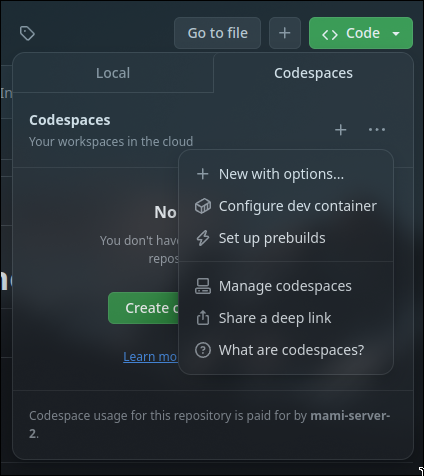 Go to file
Code
Local
Codespaces
In
Codespaces
Your workspaces in the cloud
New with options...
Configure dev container
Set up prebuilds
No
You don't have
repos
Manage codespaces
Create c
Share a deep link
Learn mo
What are codespaces?
Codespace usage for this repository is paid for by mami-server-
2.